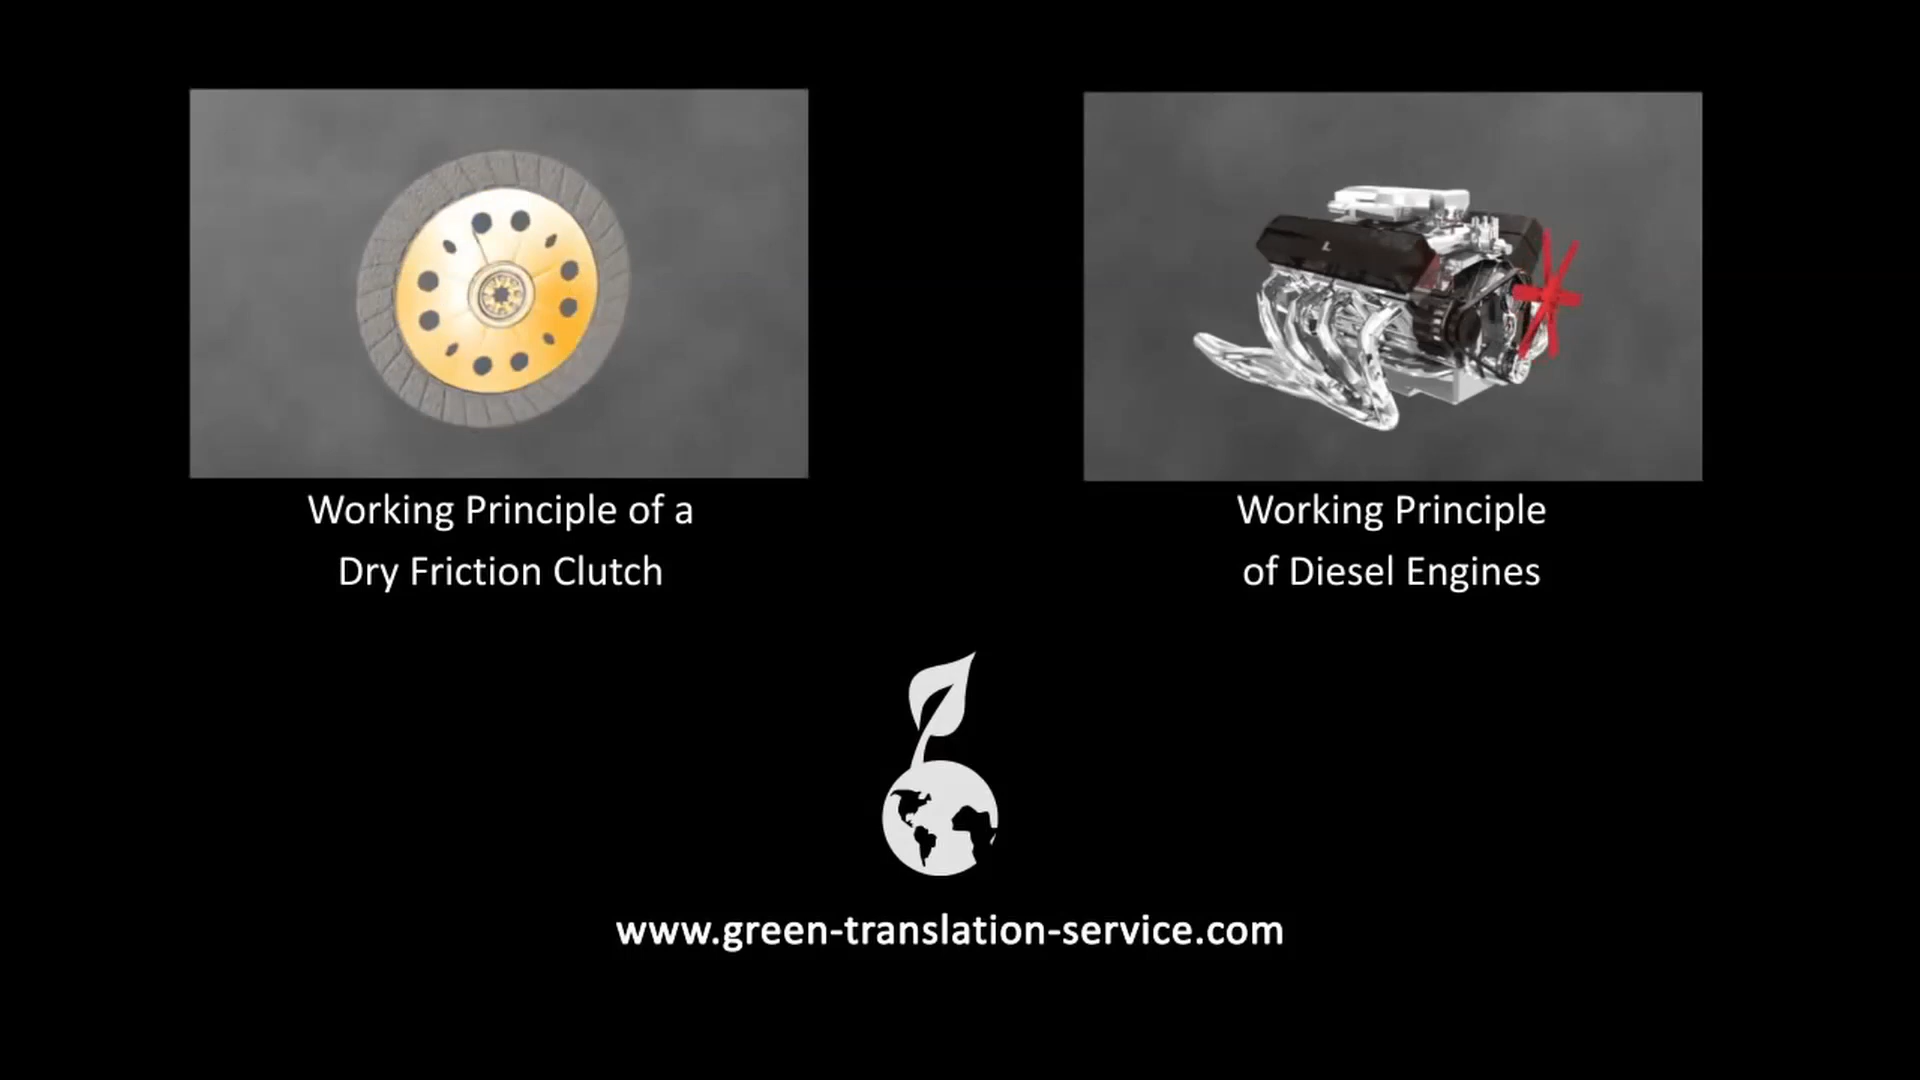 Working Principle of a
Dry Friction Clutch
Working Principle
of Diesel Engines
www.green-translation-service.com